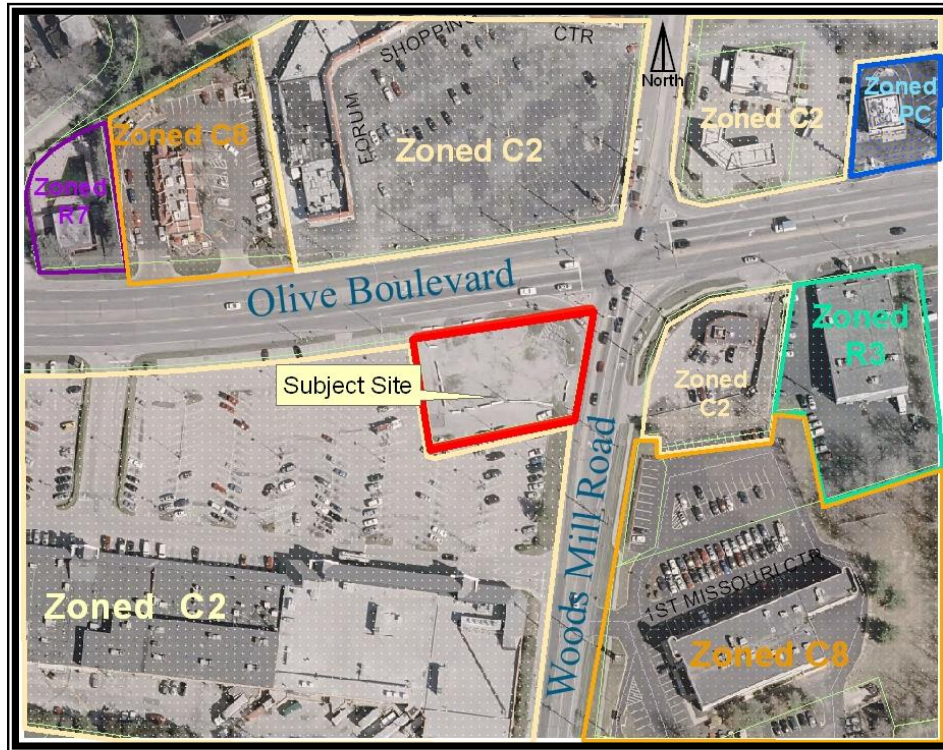 SHOPPING
CTR
FORUM
North
Zoned C8
Zoned C2
Zoned C2
Zoned
PC
Zoned
R7
Olive Boulevard
Zoned
R3
Subject Site
Zoned
C2
Woods Mill Road
1ST MISSOURI CTR
Zoned C2
Zoned C8